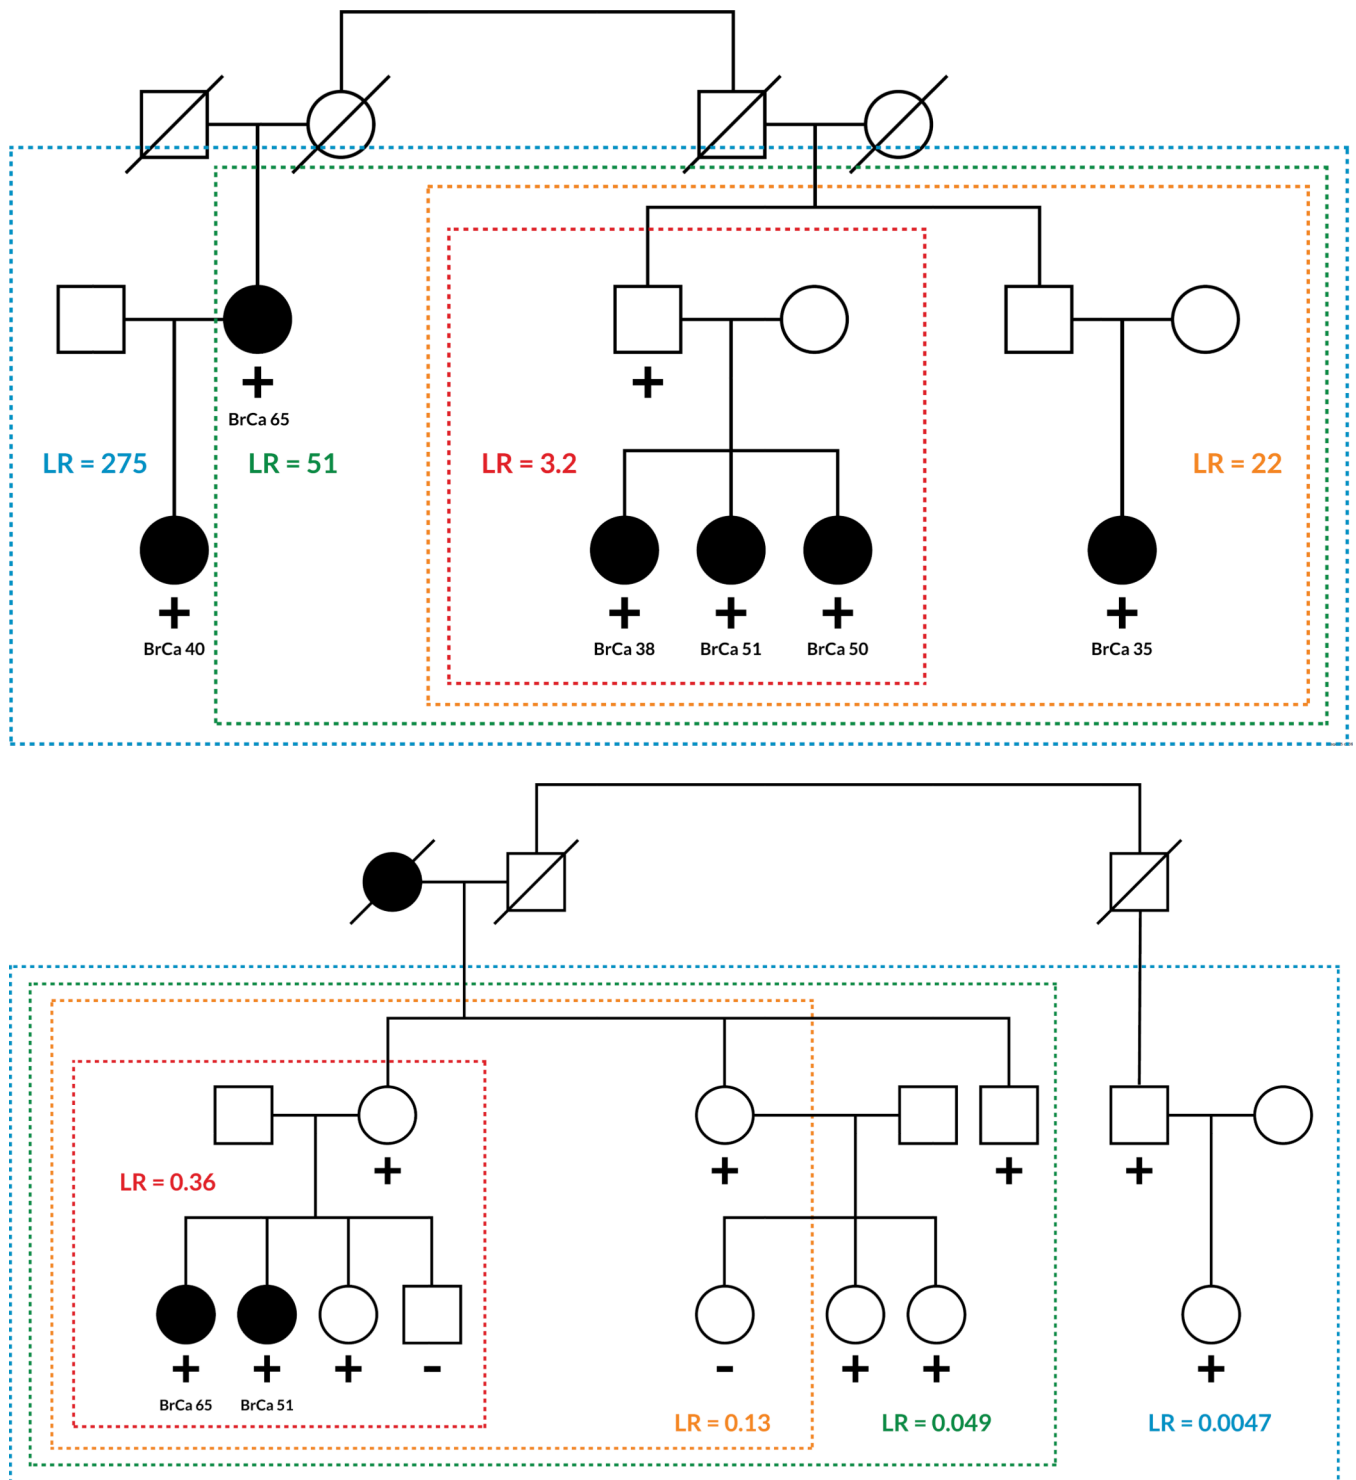 +
+
BrCa 65
LR = 275
LR = 51
LR = 3.2
LR = 22
+
+
+
+
+
BrCa 40
BrCa 38
BrCa 51
BrCa 50
BrCa 35
+
+
+
+
LR = 0.36
+
+
+
-
-
+
+
+
BrCa 65
BrCa 51
LR = 0.13
LR = 0.049
LR = 0.0047